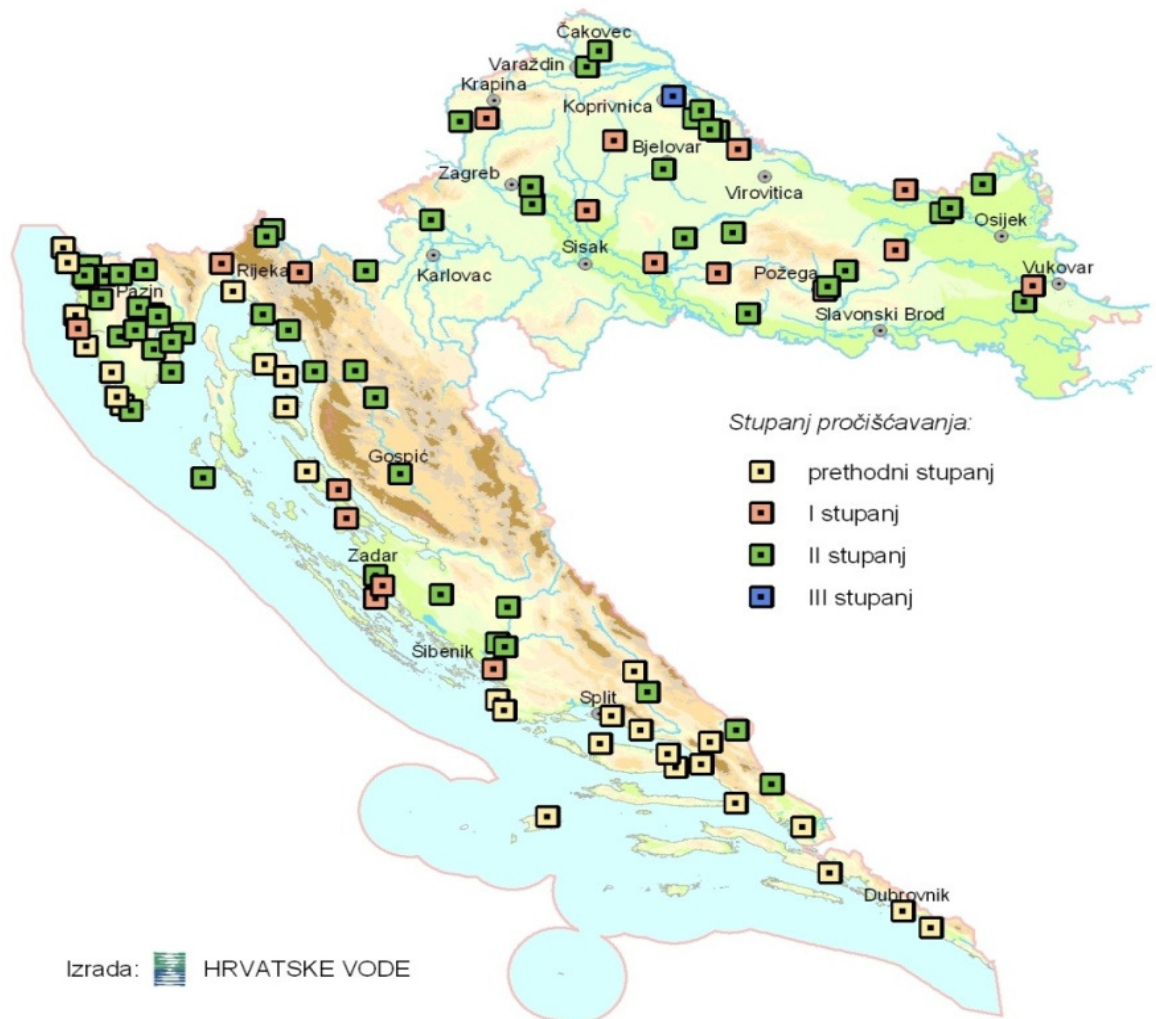 Čakovec
Varaždin
Krapina
Koprivnica
Bjelovar
Zagreb
Virovitica
Osijek
Sisak
Rijeka
Karlovac
Požega
Vukovar
Pazin
Slavonski Brod
Stupanj pročišćavanja:
Gospić
prethodni stupanj
I stupanj
II stupanj
Zadar
III stupanj
Šibenik
Split
Dubrovnik
Izrada: HRVATSKE VODE